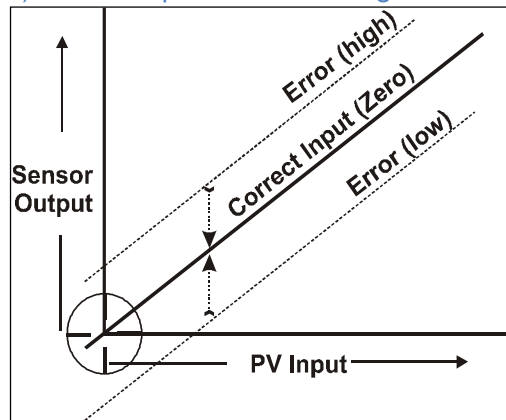 Error (high)
Correct Input (Zero)
Error (low)
Sensor
Output
PV Input